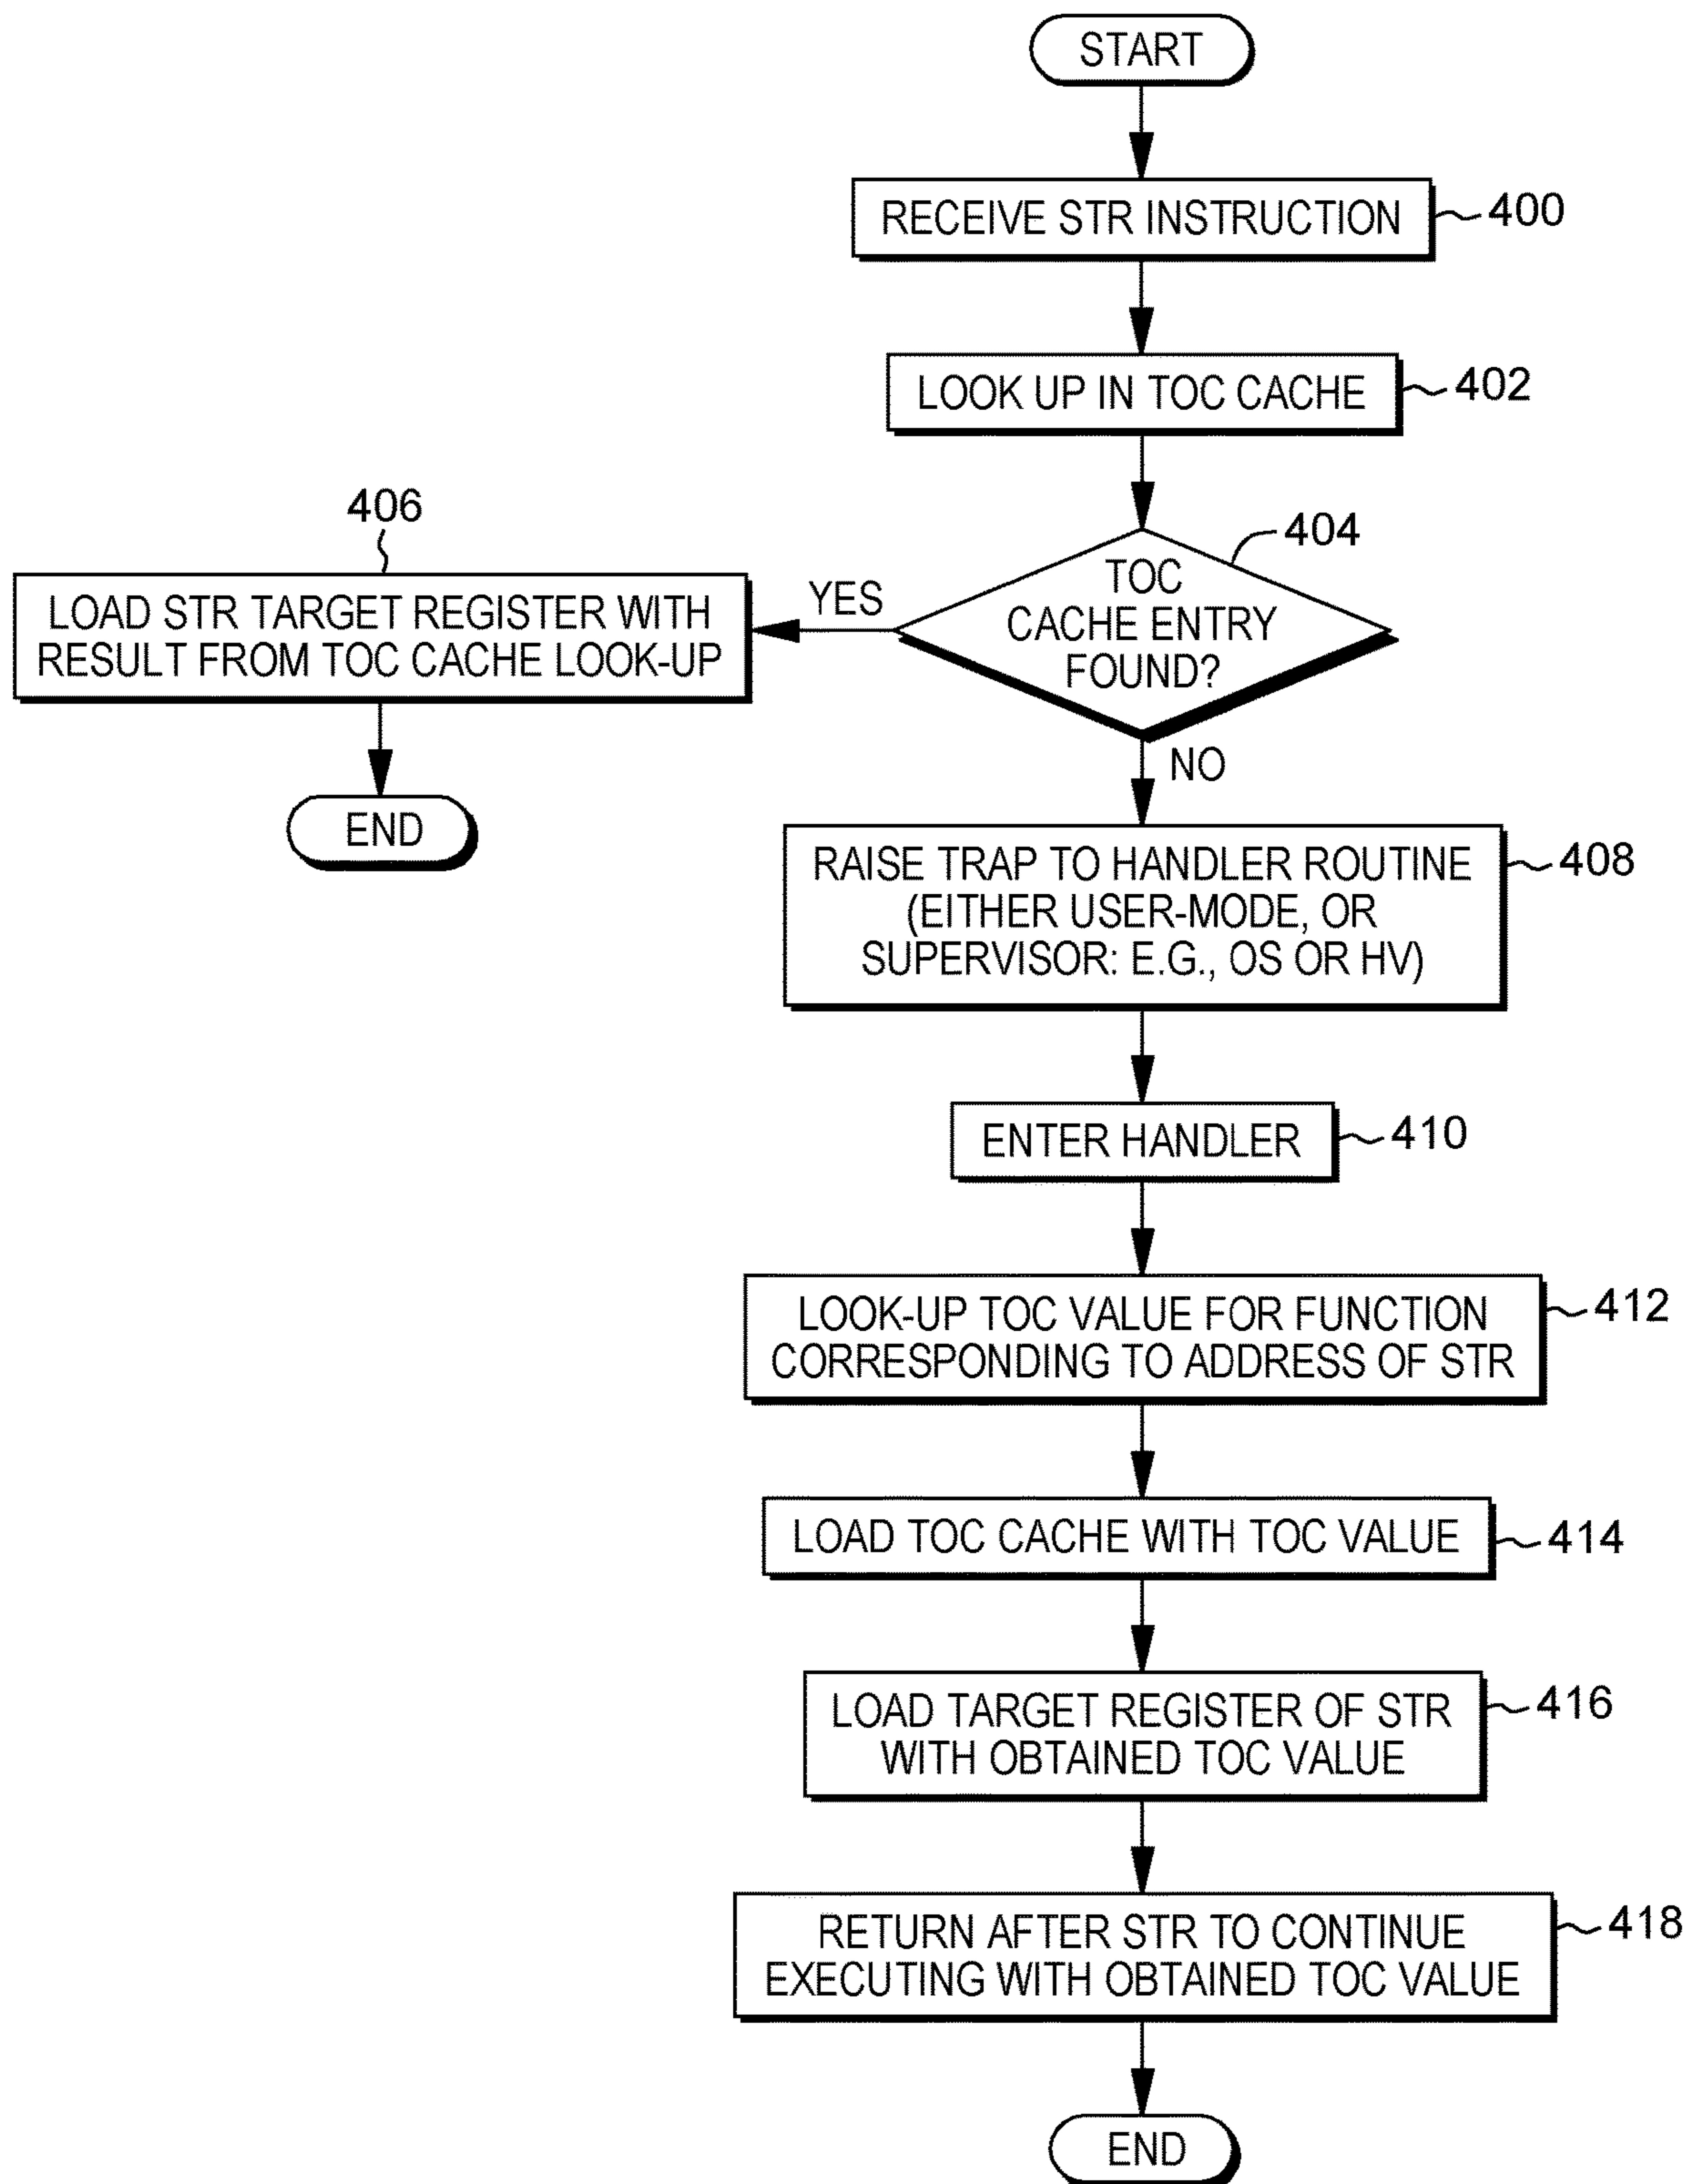 START
RECEIVE STR INSTRUCTION
400
LOOK UP IN TOC CACHE
402
404
TOC
CACHE ENTRY
FOUND?
YES
406
LOAD STR TARGET REGISTER WITH
RESULT FROM TOC CACHE LOOK-UP
END
NO
RAISE TRAP TO HANDLER ROUTINE
(EITHER USER-MODE, OR
SUPERVISOR: E.G., OS OR HV)
408
ENTER HANDLER
410
LOOK-UP TOC VALUE FOR FUNCTION
CORRESPONDING TO ADDRESS OF STR
412
LOAD TOC CACHE WITH TOC VALUE
414
LOAD TARGET REGISTER OF STR
WITH OBTAINED TOC VALUE
416
RETURN AFTER STR TO CONTINUE
EXECUTING WITH OBTAINED TOC VALUE
418
END